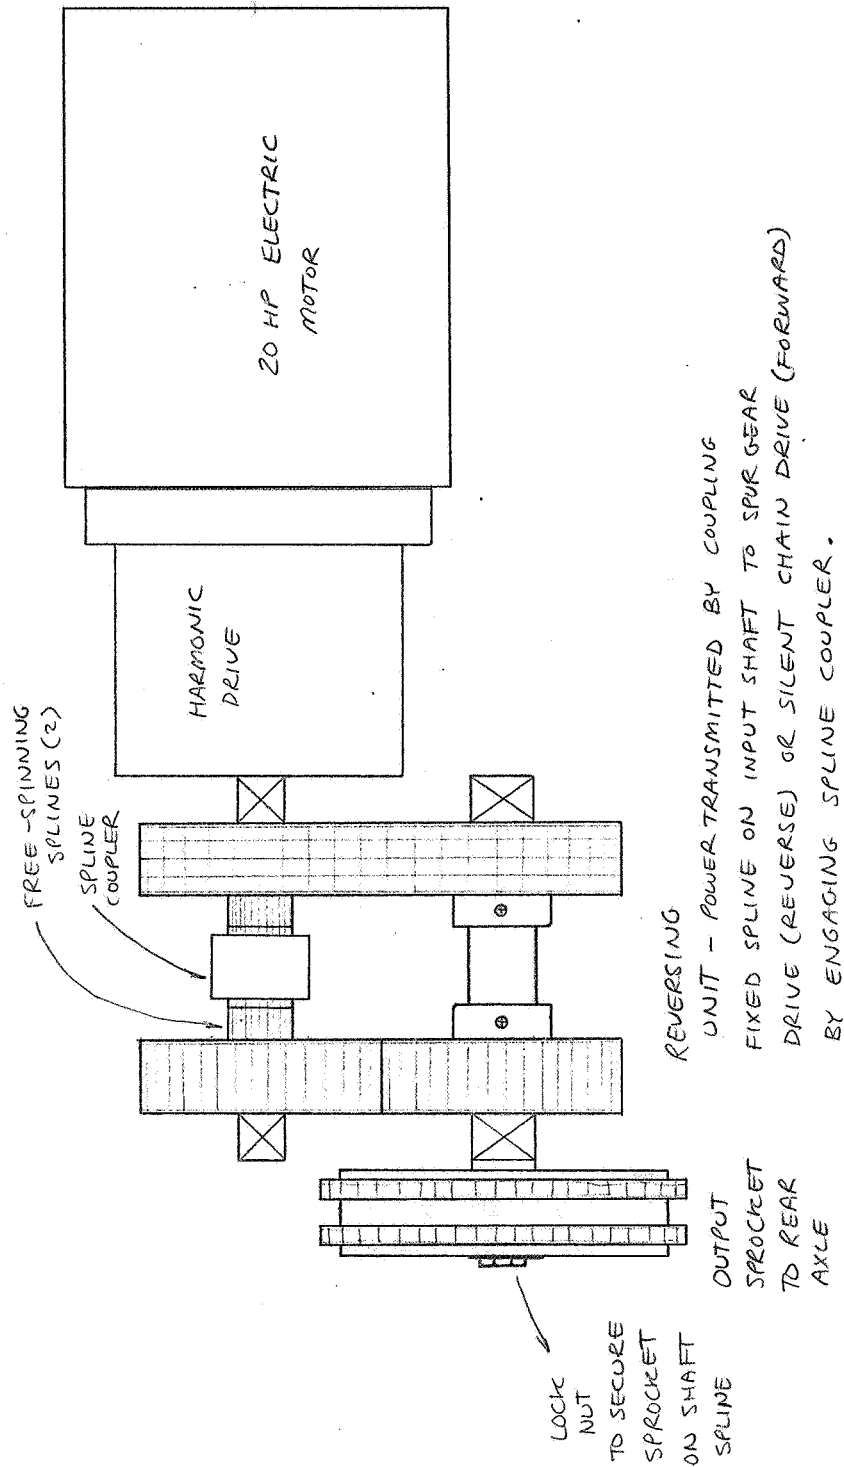 FREE-SPINNING
SPLINES (2)
SPLINE
COUPLER
HARMONIC
DRIVE
20 HP ELECTRIC
MOTOR
LOCK
NUT
TO SECURE
SPROCKET
ON SHAFT
SPLINE
OUTPUT
SPROCKET
TO REAR
AXLE
REVERSING
UNIT - POWER TRANSMITTED BY COUPLING
FIXED SPLINE ON INPUT SHAFT TO SPUR GEAR
DRIVE (REVERSE) OR SILENT CHAIN DRIVE (FORWARD)
BY ENGAGING SPLINE COUPLER.